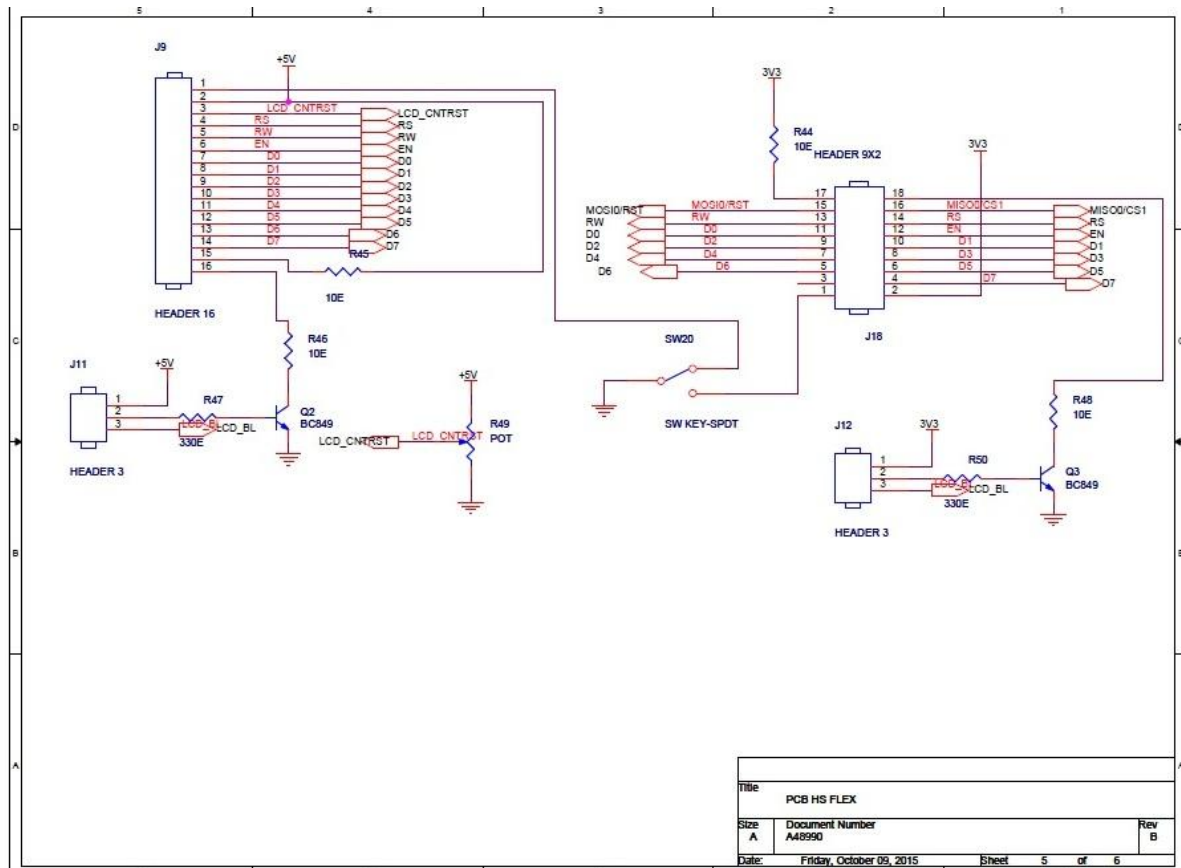 5 4 3 2 1
D
C
B
A
J9
+5V
1
2
3 LCD_CNTRST LCD_CNTRST
4 RS RS
5 RW RW
6 EN EN
7 D0 D0
8 D1 D1
9 D2 D2
10 D3 D3
11 D4 D4
12 D5 D5
13 D6 D6
14 D7 D7
15
16
R45
10E
HEADER 16
R46
10E
J11
+5V
1
2
3
R47
LCD_BL LCD_BL
330E
Q2
BC849
HEADER 3
+5V
R49
POT
LCD_CNTRST LCD_CNTRST
3V3
R44
10E
HEADER 9X2
3V3
17 18
MOSI0/RST MOSI0/RST 15 16 MISO0/CS1 MISO0/CS1
RW RW 13 14 RS RS
D0 D0 11 12 EN EN
D2 D2 9 10 D1 D1
D4 D4 7 8 D3 D3
D6 D6 5 6 D5 D5
3 4 D7 D7
1 2
J18
SW20
SW KEY-SPDT
R48
10E
J12
3V3
1
2
3
R50
LCD_BL LCD_BL
330E
Q3
BC849
HEADER 3
Title
PCB HS FLEX
Size Document Number Rev
A A48990 B
Date: Friday, October 09, 2015 Sheet 5 of 6